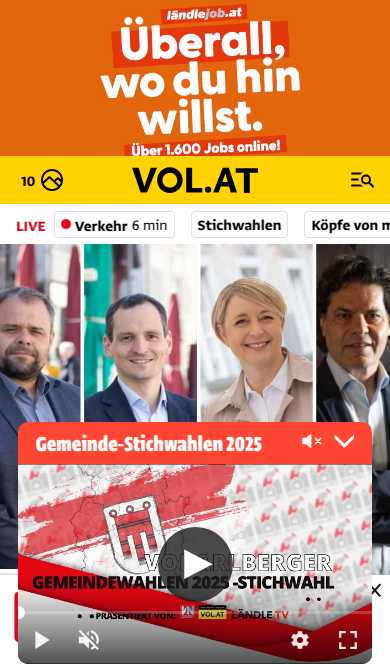 ländlejob.at
Überall,
wo du hin
willst.
Über 1.600 Jobs online!
10
VOL.AT
LIVE
Verkehr 6 min
Stichwahlen
Köpfe von
Gemeinde-Stichwahlen 2025
VORARLBERGER
GEMEINDEWAHLEN 2025 -STICHWAHL
PRÄSENTIERT VON: VN VOL.AT LÄNDLE TV